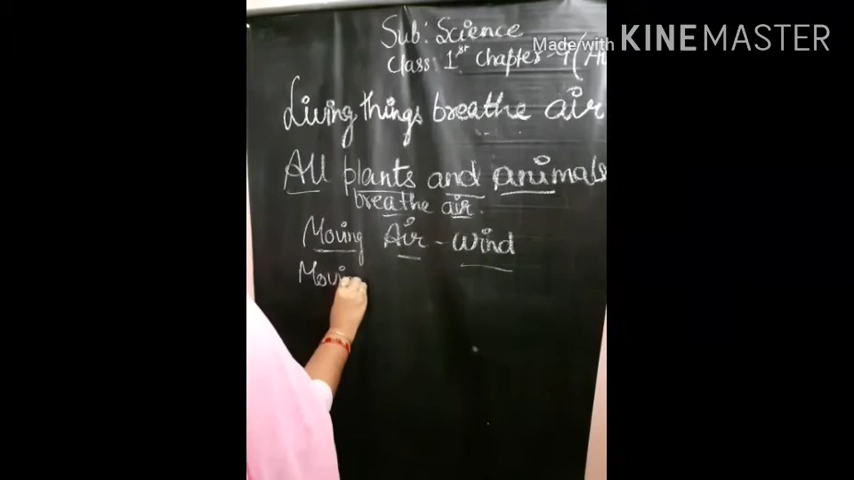 Sub: Science
Made with KINEMASTER
Class: 1st Chapter-
Living things breathe air
All plants and animals
breathe air.
Moving Air - Wind
Movi